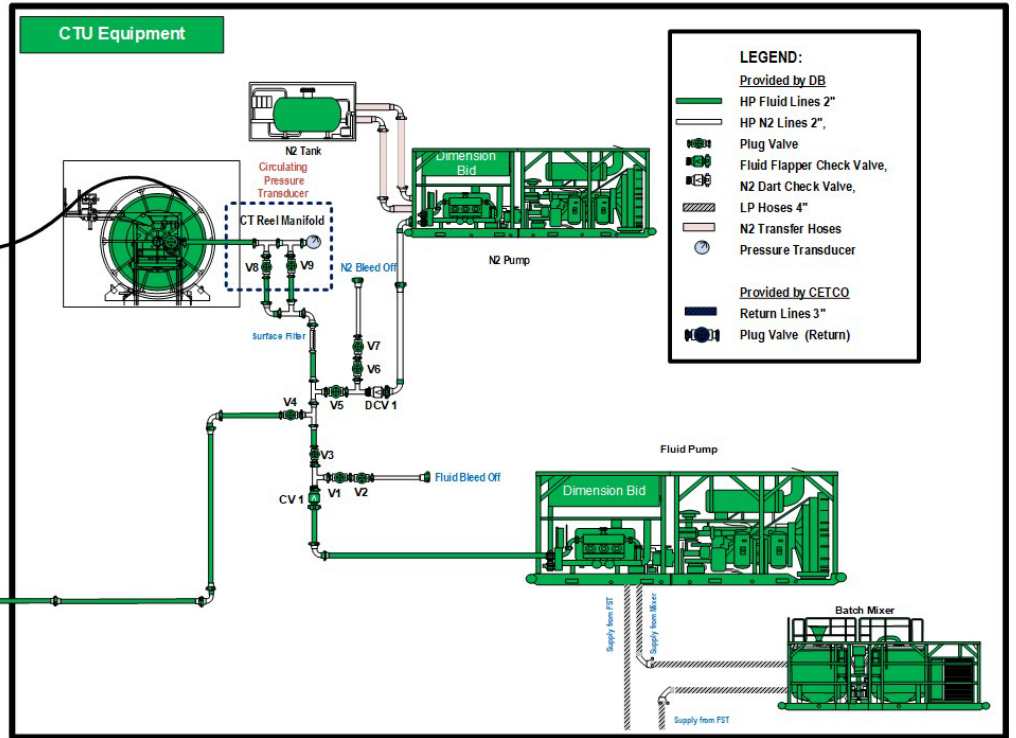 CTU Equipment
LEGEND:
Provided by DB
HP Fluid Lines 2"
HP N2 Lines 2",
Plug Valve
Fluid Flapper Check Valve,
N2 Dart Check Valve,
LP Hoses 4"
N2 Transfer Hoses
Pressure Transducer
Provided by CETCO
Return Lines 3"
Plug Valve (Return)
N2 Tank
Circulating
Pressure
Transducer
CT Reel Manifold
V8
V9
Dimension
Bid
N2 Pump
N2 Bleed Off
Surface Filter
V7
V6
V5
DCV 1
V4
V3
V1
V2
Fluid Bleed Off
CV 1
Fluid Pump
Dimension Bid
Supply from FST
Supply from Mixer
Batch Mixer
Supply from FST